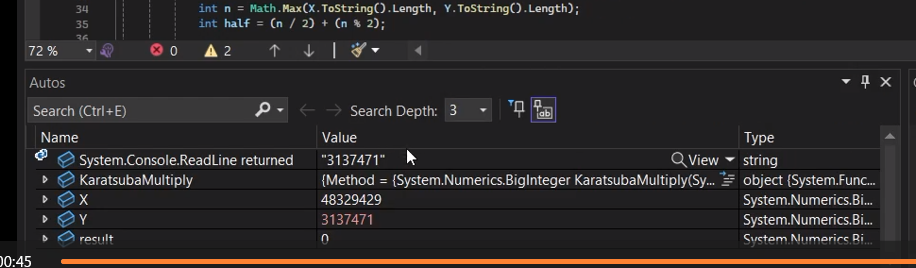 34 int n = Math.Max(X.ToString().Length, Y.ToString().Length);
35 int half = (n / 2) + (n % 2);
36
72 % 0 2
Autos
Search (Ctrl+E) Search Depth: 3
Name Value Type
System.Console.ReadLine returned "3137471" View string
KaratsubaMultiply {Method = {System.Numerics.BigInteger KaratsubaMultiply(Sy... object {System.Func...
X 48329429 System.Numerics.Bi...
Y 3137471 System.Numerics.Bi...
result 0 System.Numerics.Bi...
00:45